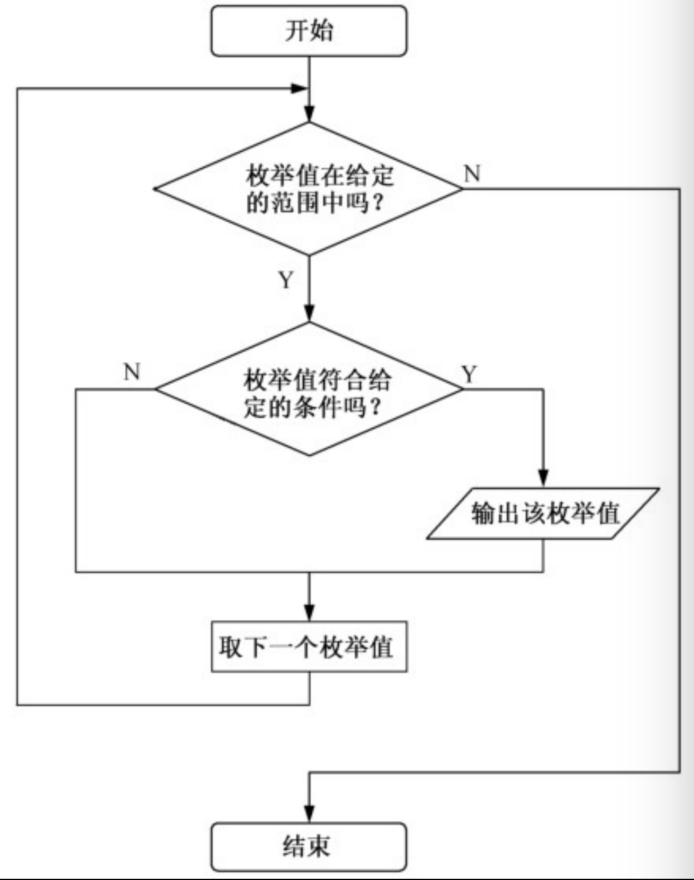 开始
枚举值在给定
的范围中吗？
N
Y
枚举值符合给
定的条件吗？
N
Y
输出该枚举值
取下一个枚举值
结束